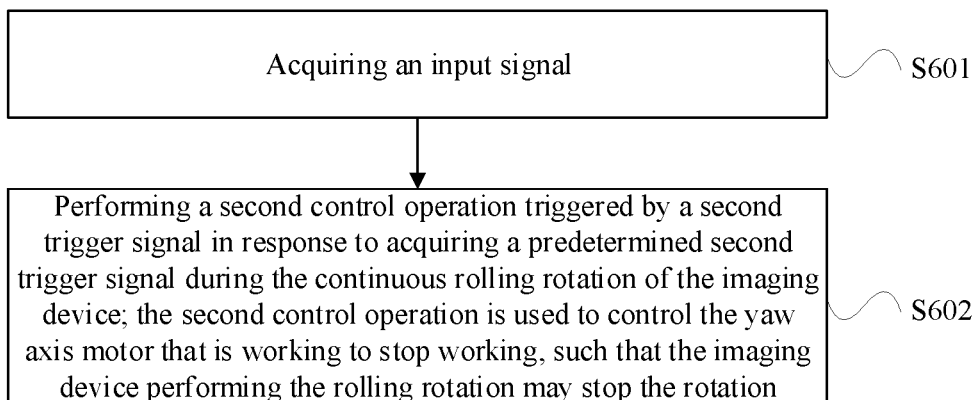 Acquiring an input signal
S601
Performing a second control operation triggered by a second
trigger signal in response to acquiring a predetermined second
trigger signal during the continuous rolling rotation of the imaging
device; the second control operation is used to control the yaw
S602
axis motor that is working to stop working, such that the imaging
device performing the rolling rotation may stop the rotation